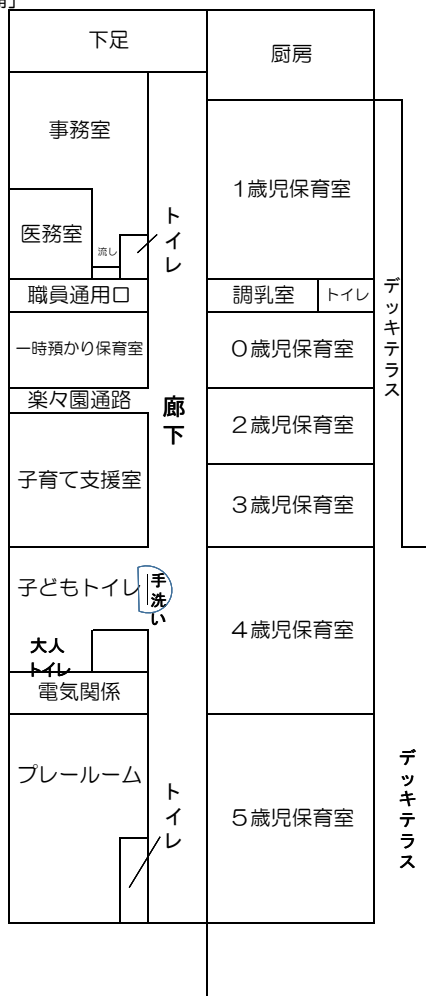 下足
厨房
事務室
1歳児保育室
トイレ
医務室
流し
職員通用口
調乳室
トイレ
デッキテラス
一時預かり保育室
0歳児保育室
楽々園通路
廊下
2歳児保育室
子育て支援室
3歳児保育室
子どもトイレ
手洗い
4歳児保育室
大人
トイレ
電気関係
プレールーム
トイレ
5歳児保育室
デッキテラス